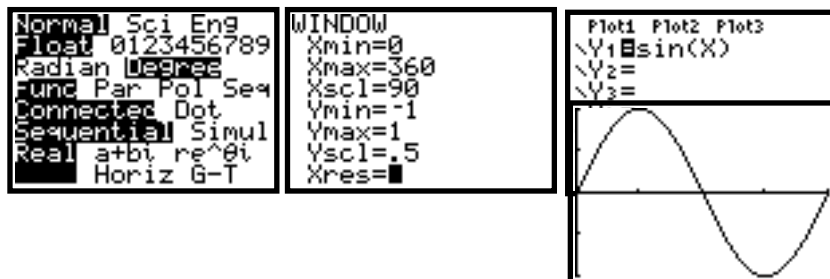 Normal Sci Eng
Float 0123456789
Radian Degree
Func Par Pol Seq
Connected Dot
Sequential Simul
Real a+bi re^θi
Horiz G-T
WINDOW
Xmin=0
Xmax=360
Xscl=90
Ymin=-1
Ymax=1
Yscl=.5
Xres=
Plot1 Plot2 Plot3
\Y1=sin(X)
\Y2=
\Y3=